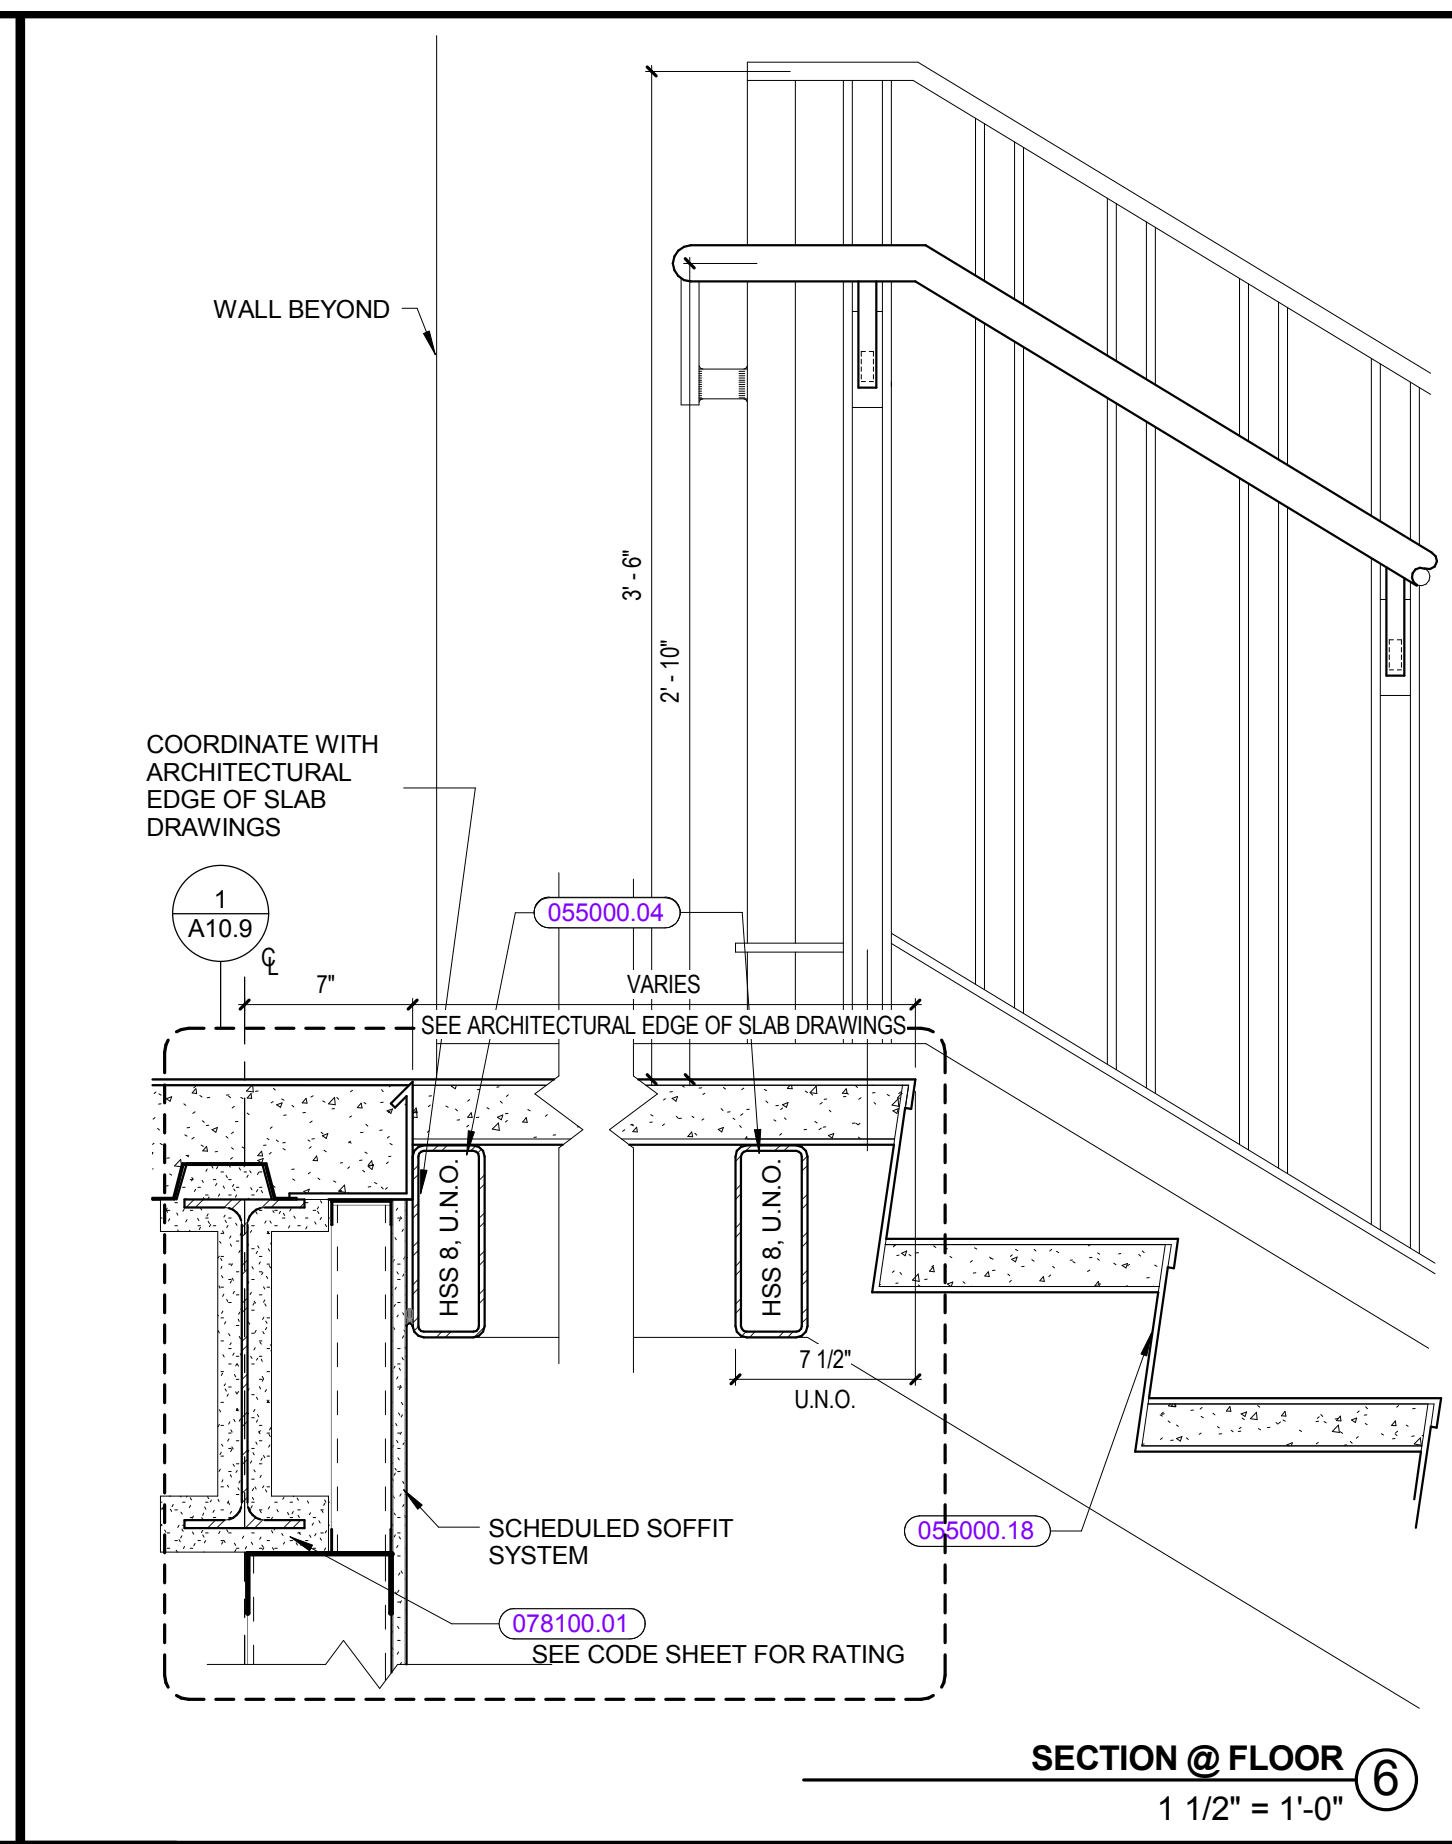 WALL BEYOND
3' - 6"
2' - 10"
COORDINATE WITH
ARCHITECTURAL
EDGE OF SLAB
DRAWINGS
1
A10.9
055000.04
℄
7"
VARIES
SEE ARCHITECTURAL EDGE OF SLAB DRAWINGS
HSS 8, U.N.O.
HSS 8, U.N.O.
7 1/2"
U.N.O.
SCHEDULED SOFFIT
SYSTEM
055000.18
078100.01
SEE CODE SHEET FOR RATING
SECTION @ FLOOR
6
1 1/2" = 1'-0"